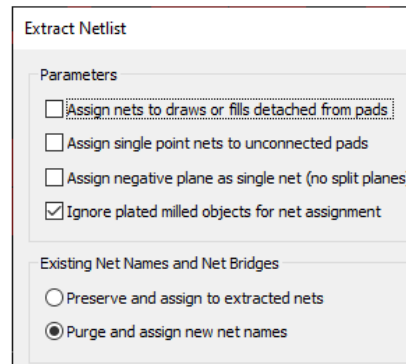 Extract Netlist
Parameters
Assign nets to draws or fills detached from pads
Assign single point nets to unconnected pads
Assign negative plane as single net (no split planes
Ignore plated milled objects for net assignment
Existing Net Names and Net Bridges
Preserve and assign to extracted nets
Purge and assign new net names